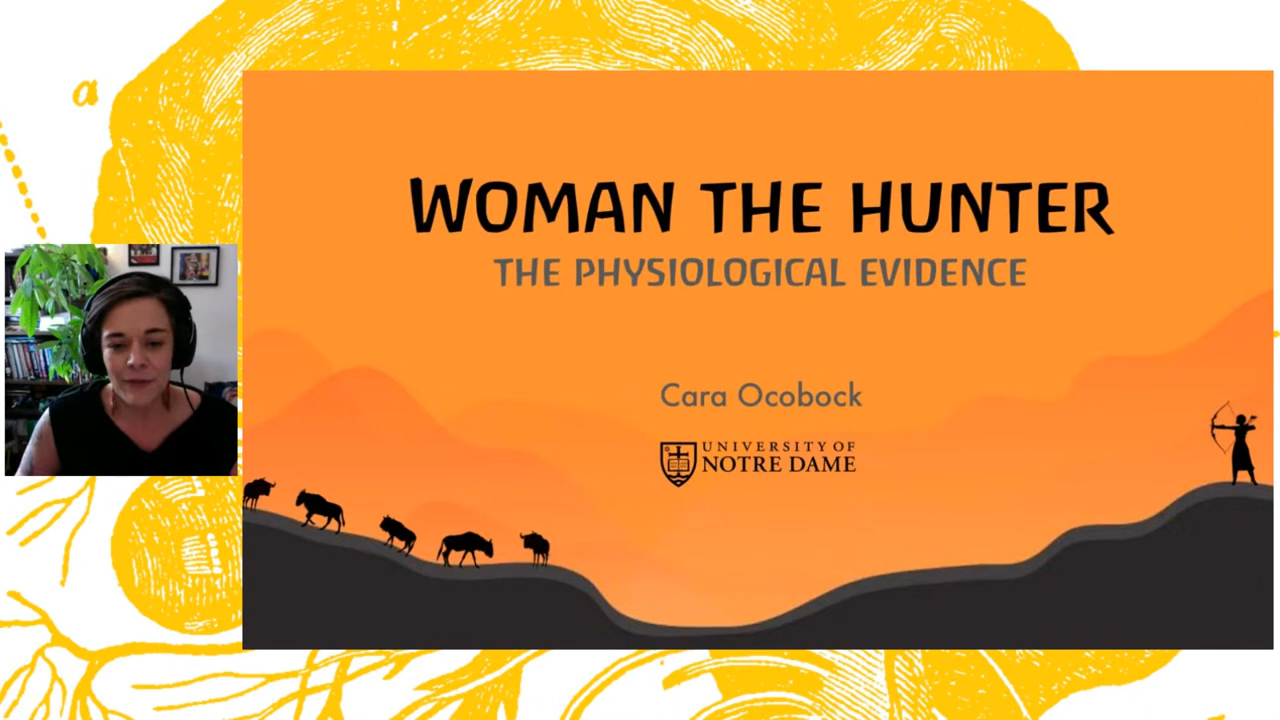 a
WOMAN THE HUNTER
THE PHYSIOLOGICAL EVIDENCE
Cara Ocobock
UNIVERSITY OF
NOTRE DAME